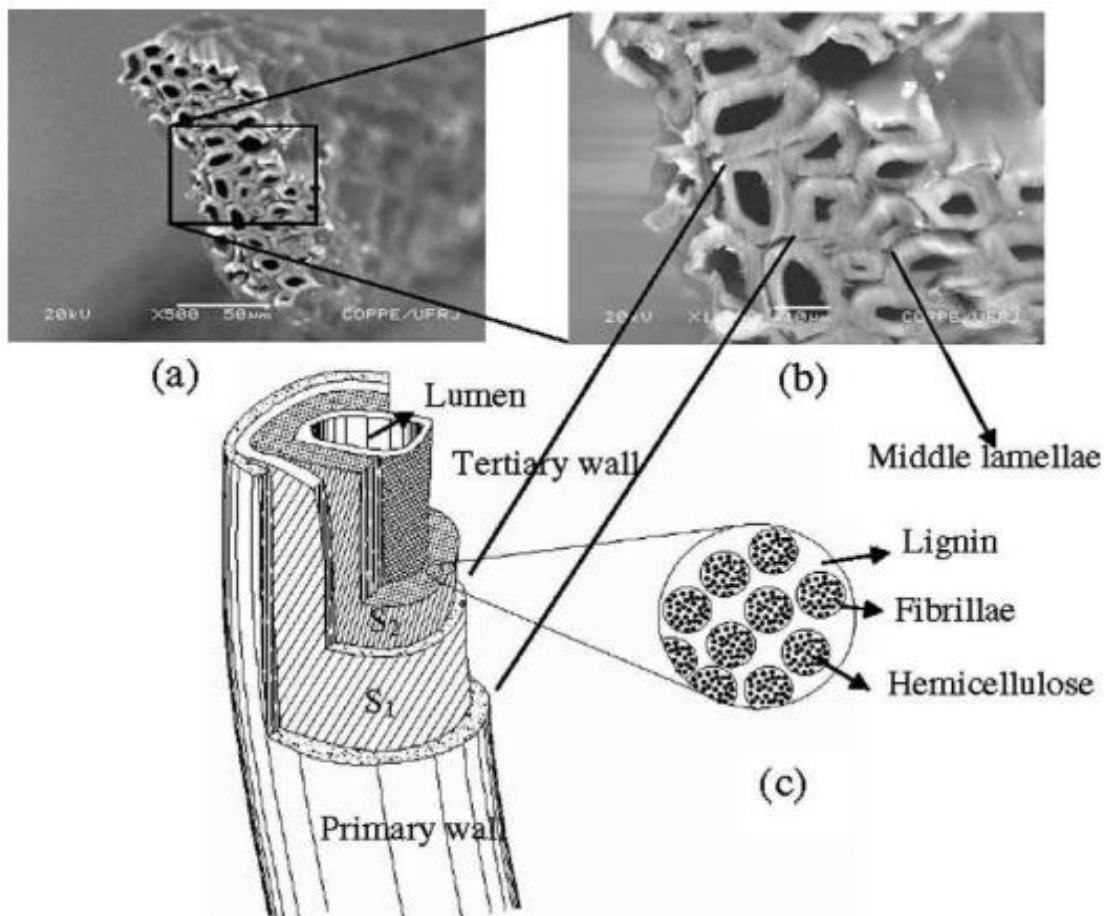 20kV X500 50μm COPPE/UFRJ
20kV 10μm COPPE/UFRJ
(a)
(b)
Lumen
Tertiary wall
Middle lamellae
Lignin
Fibrillae
Hemicellulose
S2
S1
(c)
Primary wall